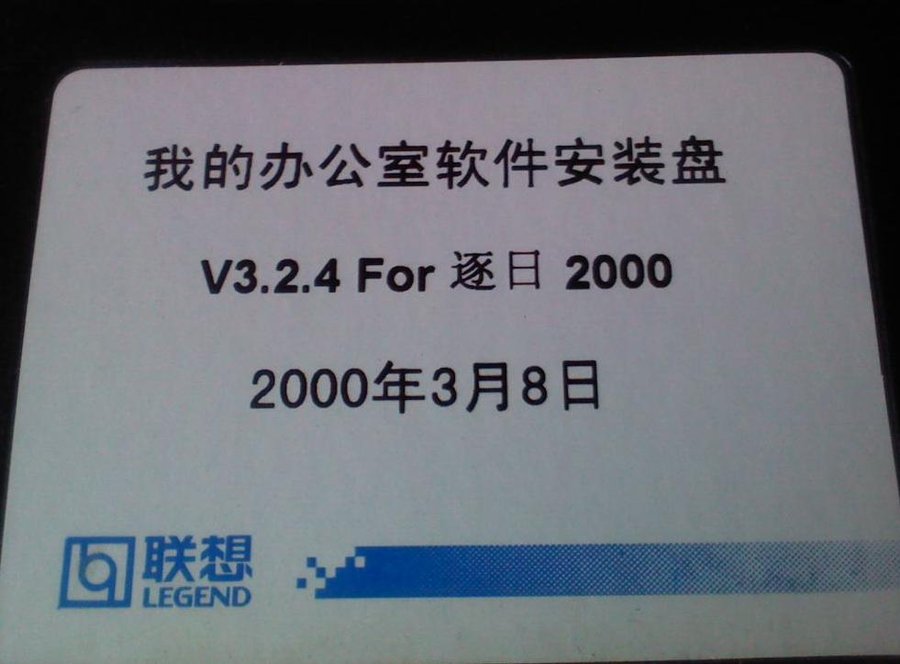 我的办公室软件安装盘
V3.2.4 For 逐日 2000
2000年3月8日
联想
LEGEND